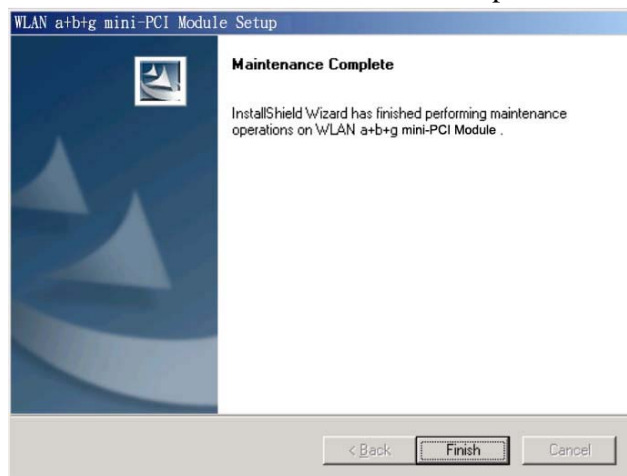 WLAN a+b+g mini-PCI Module Setup
Maintenance Complete
InstallShield Wizard has finished performing maintenance
operations on WLAN a+b+g mini-PCI Module .
< Back
Finish
Cancel